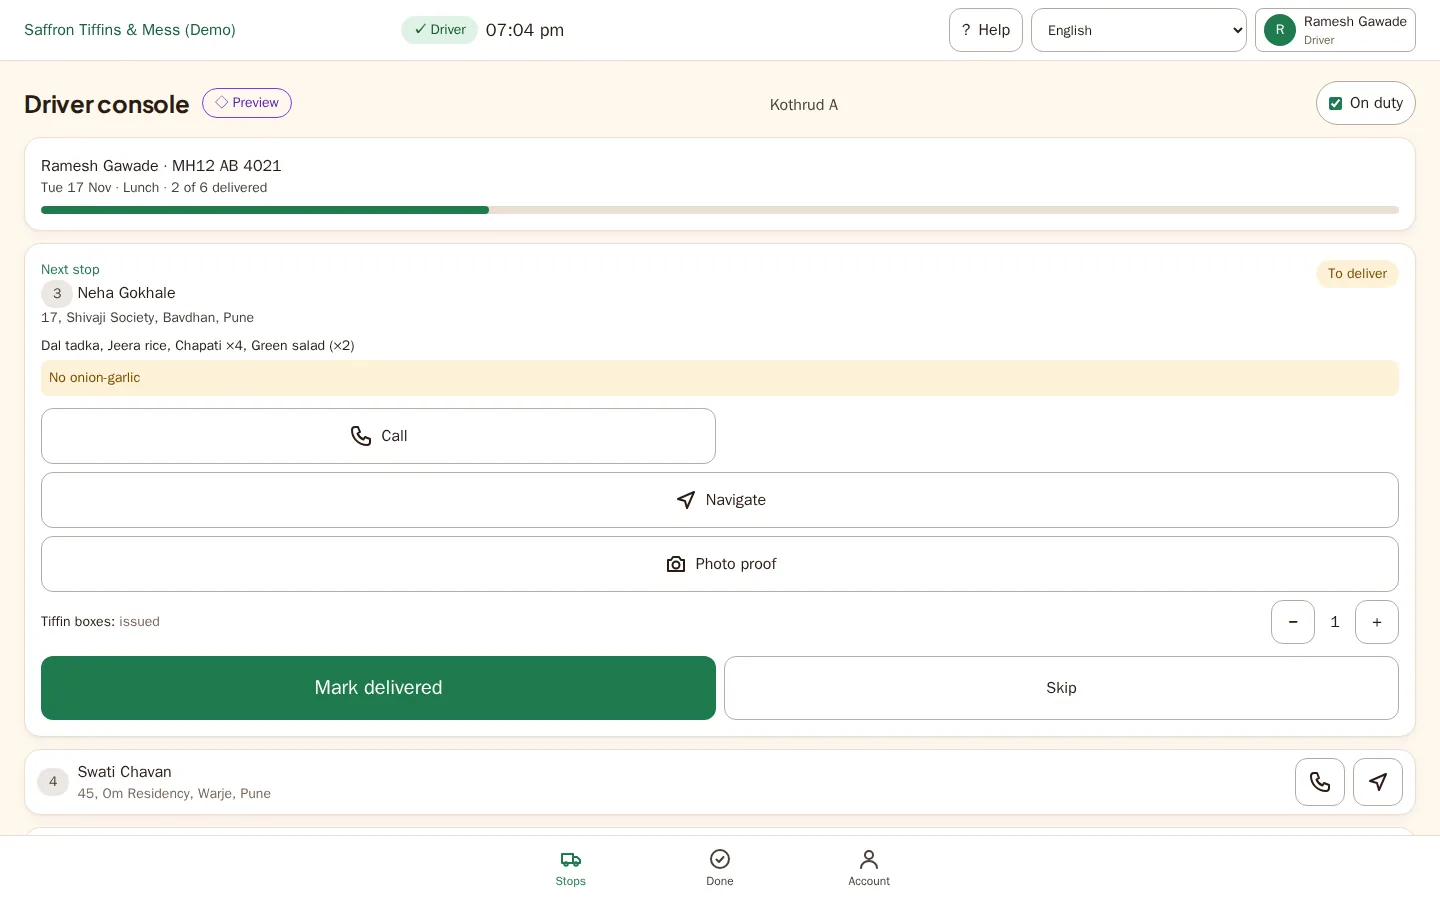 Saffron Tiffins & Mess (Demo)
✓ Driver 07:04 pm
? Help
English
R
Ramesh Gawade
Driver
Driver console
◇ Preview
Kothrud A
On duty
Ramesh Gawade · MH12 AB 4021
Tue 17 Nov · Lunch · 2 of 6 delivered
Next stop
To deliver
3 Neha Gokhale
17, Shivaji Society, Bavdhan, Pune
Dal tadka, Jeera rice, Chapati ×4, Green salad (×2)
No onion-garlic
Call
Navigate
Photo proof
Tiffin boxes: issued
− 1 +
Mark delivered
Skip
4 Swati Chavan
45, Om Residency, Warje, Pune
Stops
Done
Account